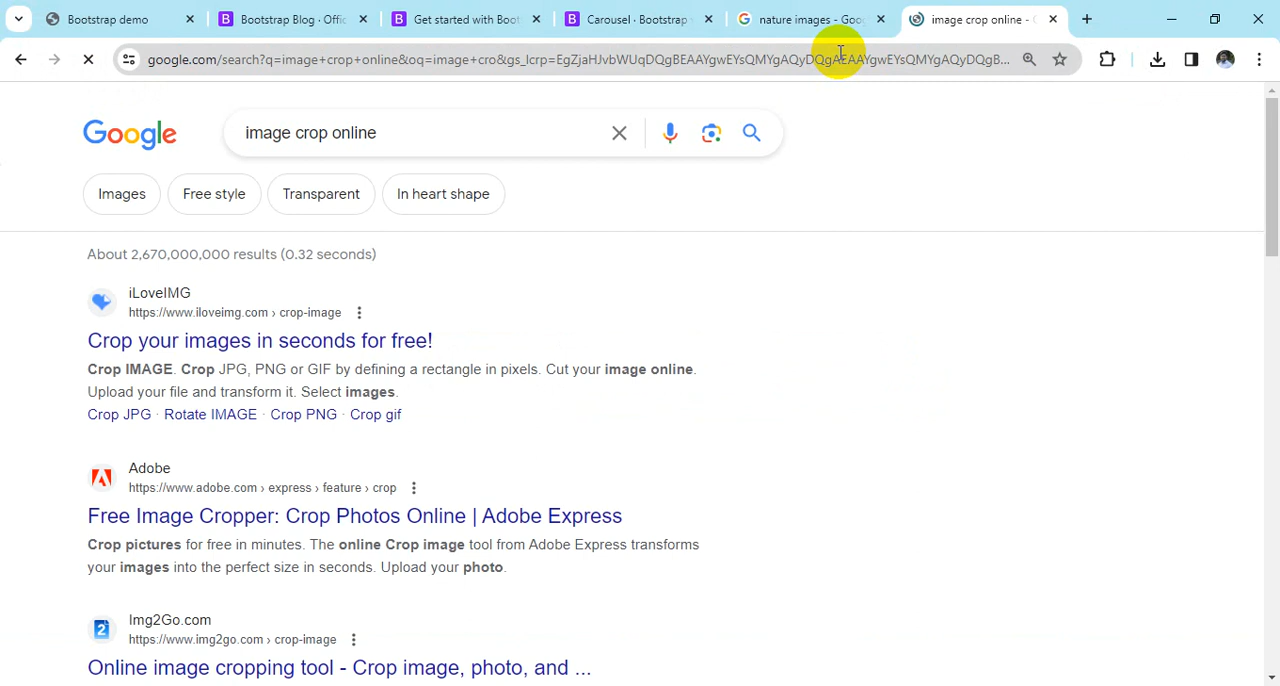 Bootstrap demo
Bootstrap Blog · Offic
Get started with Boot
Carousel · Bootstrap v
nature images - Goo
image crop online - G
google.com/search?q=image+crop+online&oq=image+cro&gs_lcrp=EgZjaHJvbWUqDQgBEAAYgwEYsQMYgAQyDQgAEAAYgwEYsQMYgAQyDQgB...
Google
image crop online
Images
Free style
Transparent
In heart shape
About 2,670,000,000 results (0.32 seconds)
iLoveIMG
https://www.iloveimg.com › crop-image
Crop your images in seconds for free!
Crop IMAGE. Crop JPG, PNG or GIF by defining a rectangle in pixels. Cut your image online.
Upload your file and transform it. Select images.
Crop JPG · Rotate IMAGE · Crop PNG · Crop gif
Adobe
https://www.adobe.com › express › feature › crop
Free Image Cropper: Crop Photos Online | Adobe Express
Crop pictures for free in minutes. The online Crop image tool from Adobe Express transforms
your images into the perfect size in seconds. Upload your photo.
2
Img2Go.com
https://www.img2go.com › crop-image
Online image cropping tool - Crop image, photo, and ...